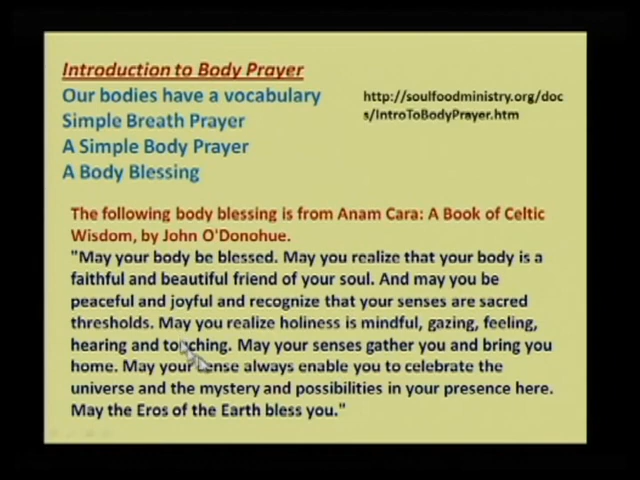 Introduction to Body Prayer
Our bodies have a vocabulary
Simple Breath Prayer
A Simple Body Prayer
A Body Blessing
http://soulfoodministry.org/doc
s/IntroToBodyPrayer.htm
The following body blessing is from Anam Cara: A Book of Celtic
Wisdom, by John O'Donohue.
"May your body be blessed. May you realize that your body is a
faithful and beautiful friend of your soul. And may you be
peaceful and joyful and recognize that your senses are sacred
thresholds. May you realize holiness is mindful, gazing, feeling,
hearing and touching. May your senses gather you and bring you
home. May your sense always enable you to celebrate the
universe and the mystery and possibilities in your presence here.
May the Eros of the Earth bless you."